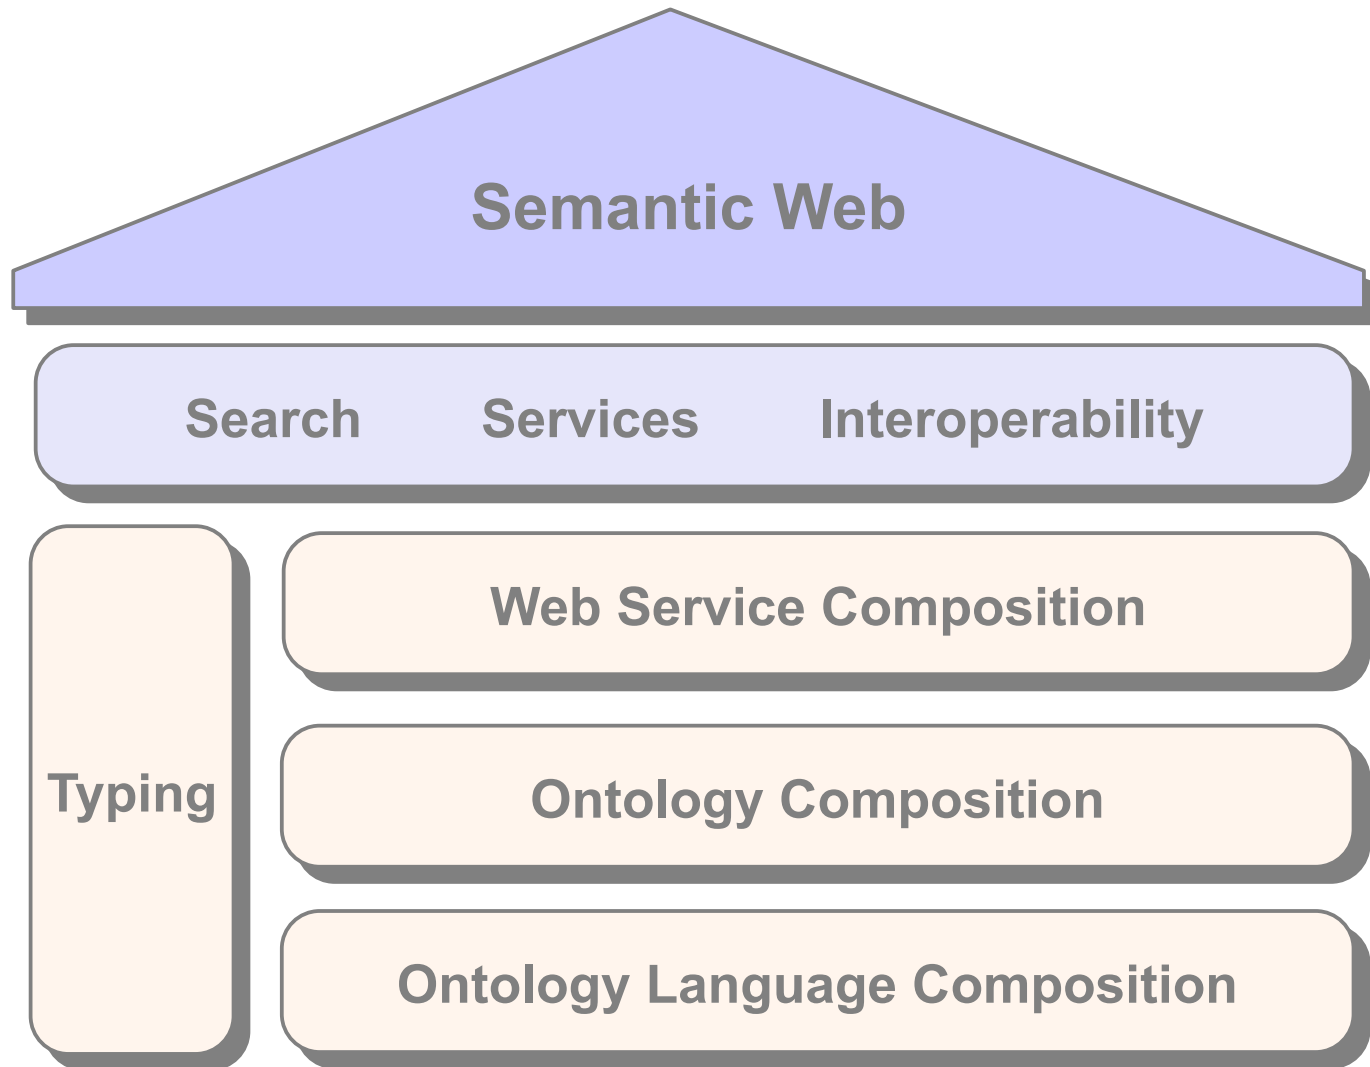 Semantic Web
Search Services Interoperability
Web Service Composition
Typing
Ontology Composition
Ontology Language Composition